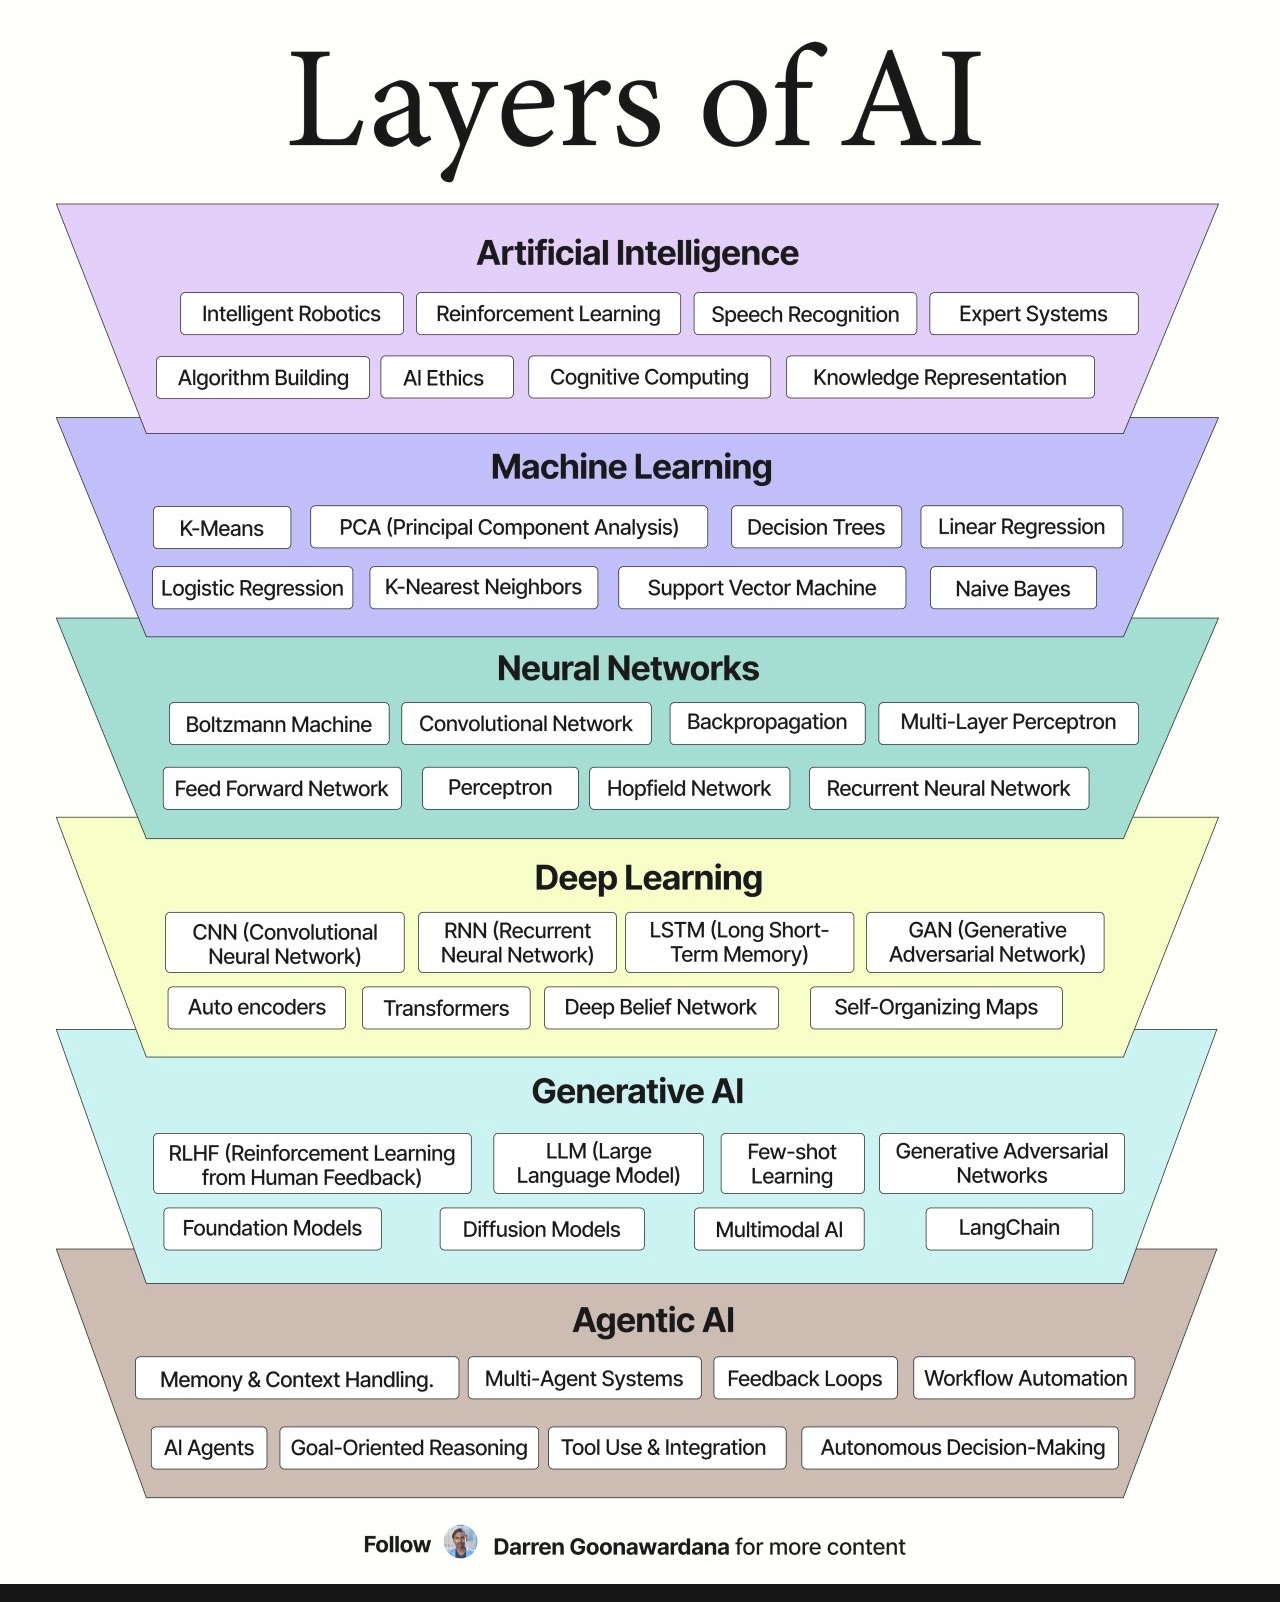 Layers of AI
Artificial Intelligence
Intelligent Robotics
Reinforcement Learning
Speech Recognition
Expert Systems
Algorithm Building
AI Ethics
Cognitive Computing
Knowledge Representation
Machine Learning
K-Means
PCA (Principal Component Analysis)
Decision Trees
Linear Regression
Logistic Regression
K-Nearest Neighbors
Support Vector Machine
Naive Bayes
Neural Networks
Boltzmann Machine
Convolutional Network
Backpropagation
Multi-Layer Perceptron
Feed Forward Network
Perceptron
Hopfield Network
Recurrent Neural Network
Deep Learning
CNN (Convolutional
Neural Network)
RNN (Recurrent
Neural Network)
LSTM (Long Short-
Term Memory)
GAN (Generative
Adversarial Network)
Auto encoders
Transformers
Deep Belief Network
Self-Organizing Maps
Generative AI
RLHF (Reinforcement Learning
from Human Feedback)
LLM (Large
Language Model)
Few-shot
Learning
Generative Adversarial
Networks
Foundation Models
Diffusion Models
Multimodal AI
LangChain
Agentic AI
Memony & Context Handling.
Multi-Agent Systems
Feedback Loops
Workflow Automation
AI Agents
Goal-Oriented Reasoning
Tool Use & Integration
Autonomous Decision-Making
Follow Darren Goonawardana for more content